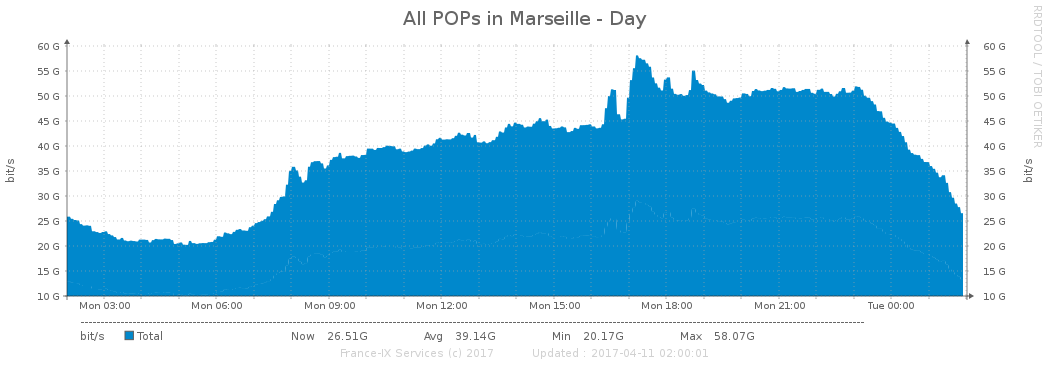 All POPs in Marseille - Day
RRDTOOL / TOBI OETIKER
60 G 60 G
55 G 55 G
50 G 50 G
45 G 45 G
40 G 40 G
35 G 35 G
30 G 30 G
25 G 25 G
20 G 20 G
15 G 15 G
10 G 10 G
bit/s
bit/s
Mon 03:00 Mon 06:00 Mon 09:00 Mon 12:00 Mon 15:00 Mon 18:00 Mon 21:00 Tue 00:00
bit/s Total Now 26.51G Avg 39.14G Min 20.17G Max 58.07G
France-IX Services (c) 2017 Updated : 2017-04-11 02:00:01